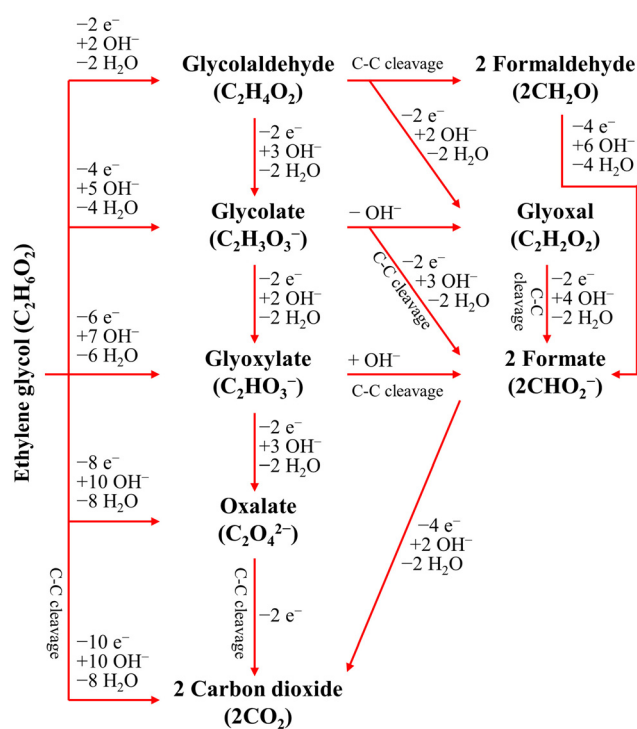 −2 e⁻
+2 OH⁻
−2 H₂O
Glycolaldehyde
(C₂H₄O₂)
C-C cleavage
2 Formaldehyde
(2CH₂O)
−2 e⁻
+3 OH⁻
−2 H₂O
−2 e⁻
+2 OH⁻
−2 H₂O
−4 e⁻
+6 OH⁻
−4 H₂O
−4 e⁻
+5 OH⁻
−4 H₂O
Glycolate
(C₂H₃O₃⁻)
− OH⁻
Glyoxal
(C₂H₂O₂)
−2 e⁻
+2 OH⁻
−2 H₂O
C-C cleavage
−2 e⁻
+3 OH⁻
−2 H₂O
C-C
cleavage
−2 e⁻
+4 OH⁻
−2 H₂O
Ethylene glycol (C₂H₆O₂)
−6 e⁻
+7 OH⁻
−6 H₂O
Glyoxylate
(C₂HO₃⁻)
+ OH⁻
C-C cleavage
2 Formate
(2CHO₂⁻)
−2 e⁻
+3 OH⁻
−2 H₂O
−8 e⁻
+10 OH⁻
−8 H₂O
Oxalate
(C₂O₄²⁻)
−4 e⁻
+2 OH⁻
−2 H₂O
C-C cleavage
C-C cleavage
−2 e⁻
−10 e⁻
+10 OH⁻
−8 H₂O
2 Carbon dioxide
(2CO₂)